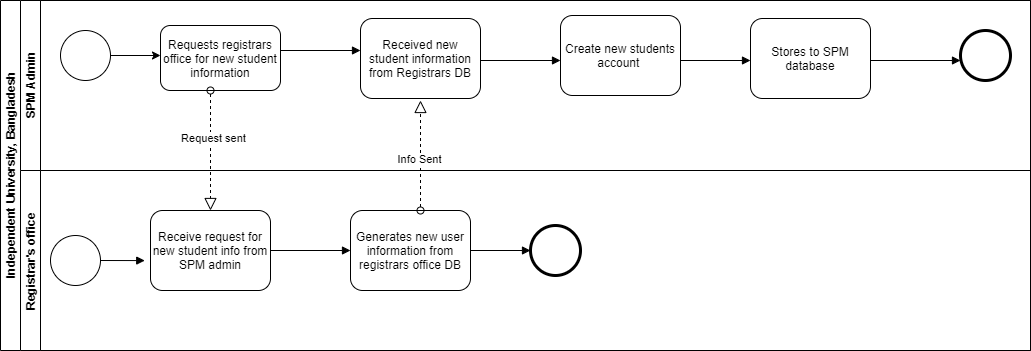 Independent University, Bangladesh
SPM Admin
Requests registrars
office for new student
information
Received new
student information
from Registrars DB
Create new students
account
Stores to SPM
database
Request sent
Info Sent
Registrar's office
Receive request for
new student info from
SPM admin
Generates new user
information from
registrars office DB